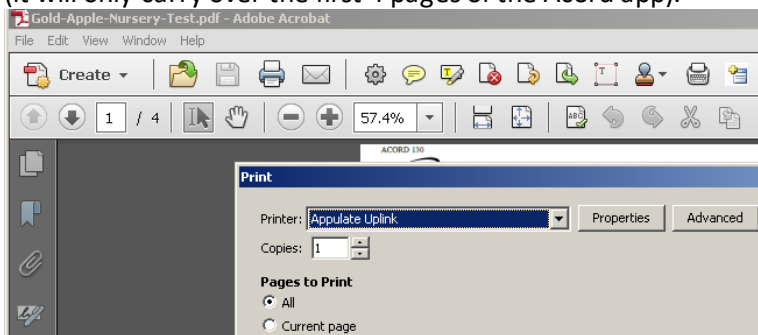 (It will only carry over the first 4 pages of the Acord app).
Gold-Apple-Nursery-Test.pdf - Adobe Acrobat
File Edit View Window Help
Create
1 / 4 57.4%
ACORD 130
Print
Printer: Appulate Uplink Properties Advanced
Copies: 1
Pages to Print
All
Current page